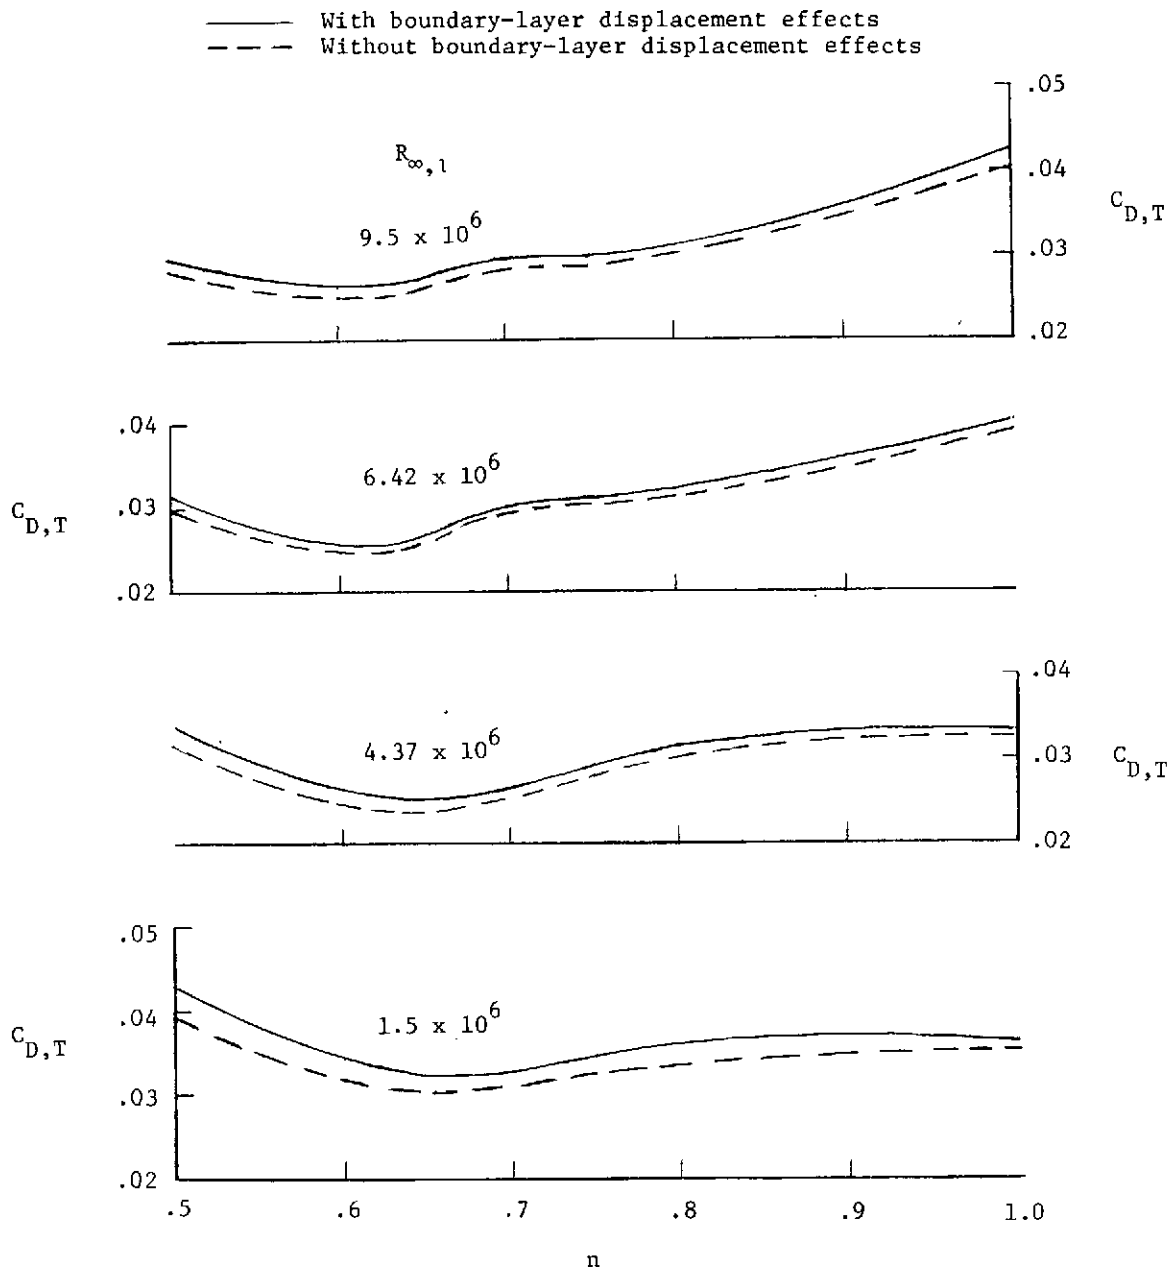 With boundary-layer displacement effects
Without boundary-layer displacement effects
.05
R∞,l
.04
C_D,T
9.5 x 10^6
.03
.02
.04
6.42 x 10^6
C_D,T
.03
.02
.04
4.37 x 10^6
.03
C_D,T
.02
.05
1.5 x 10^6
.04
C_D,T
.03
.02
.5 .6 .7 .8 .9 1.0
n